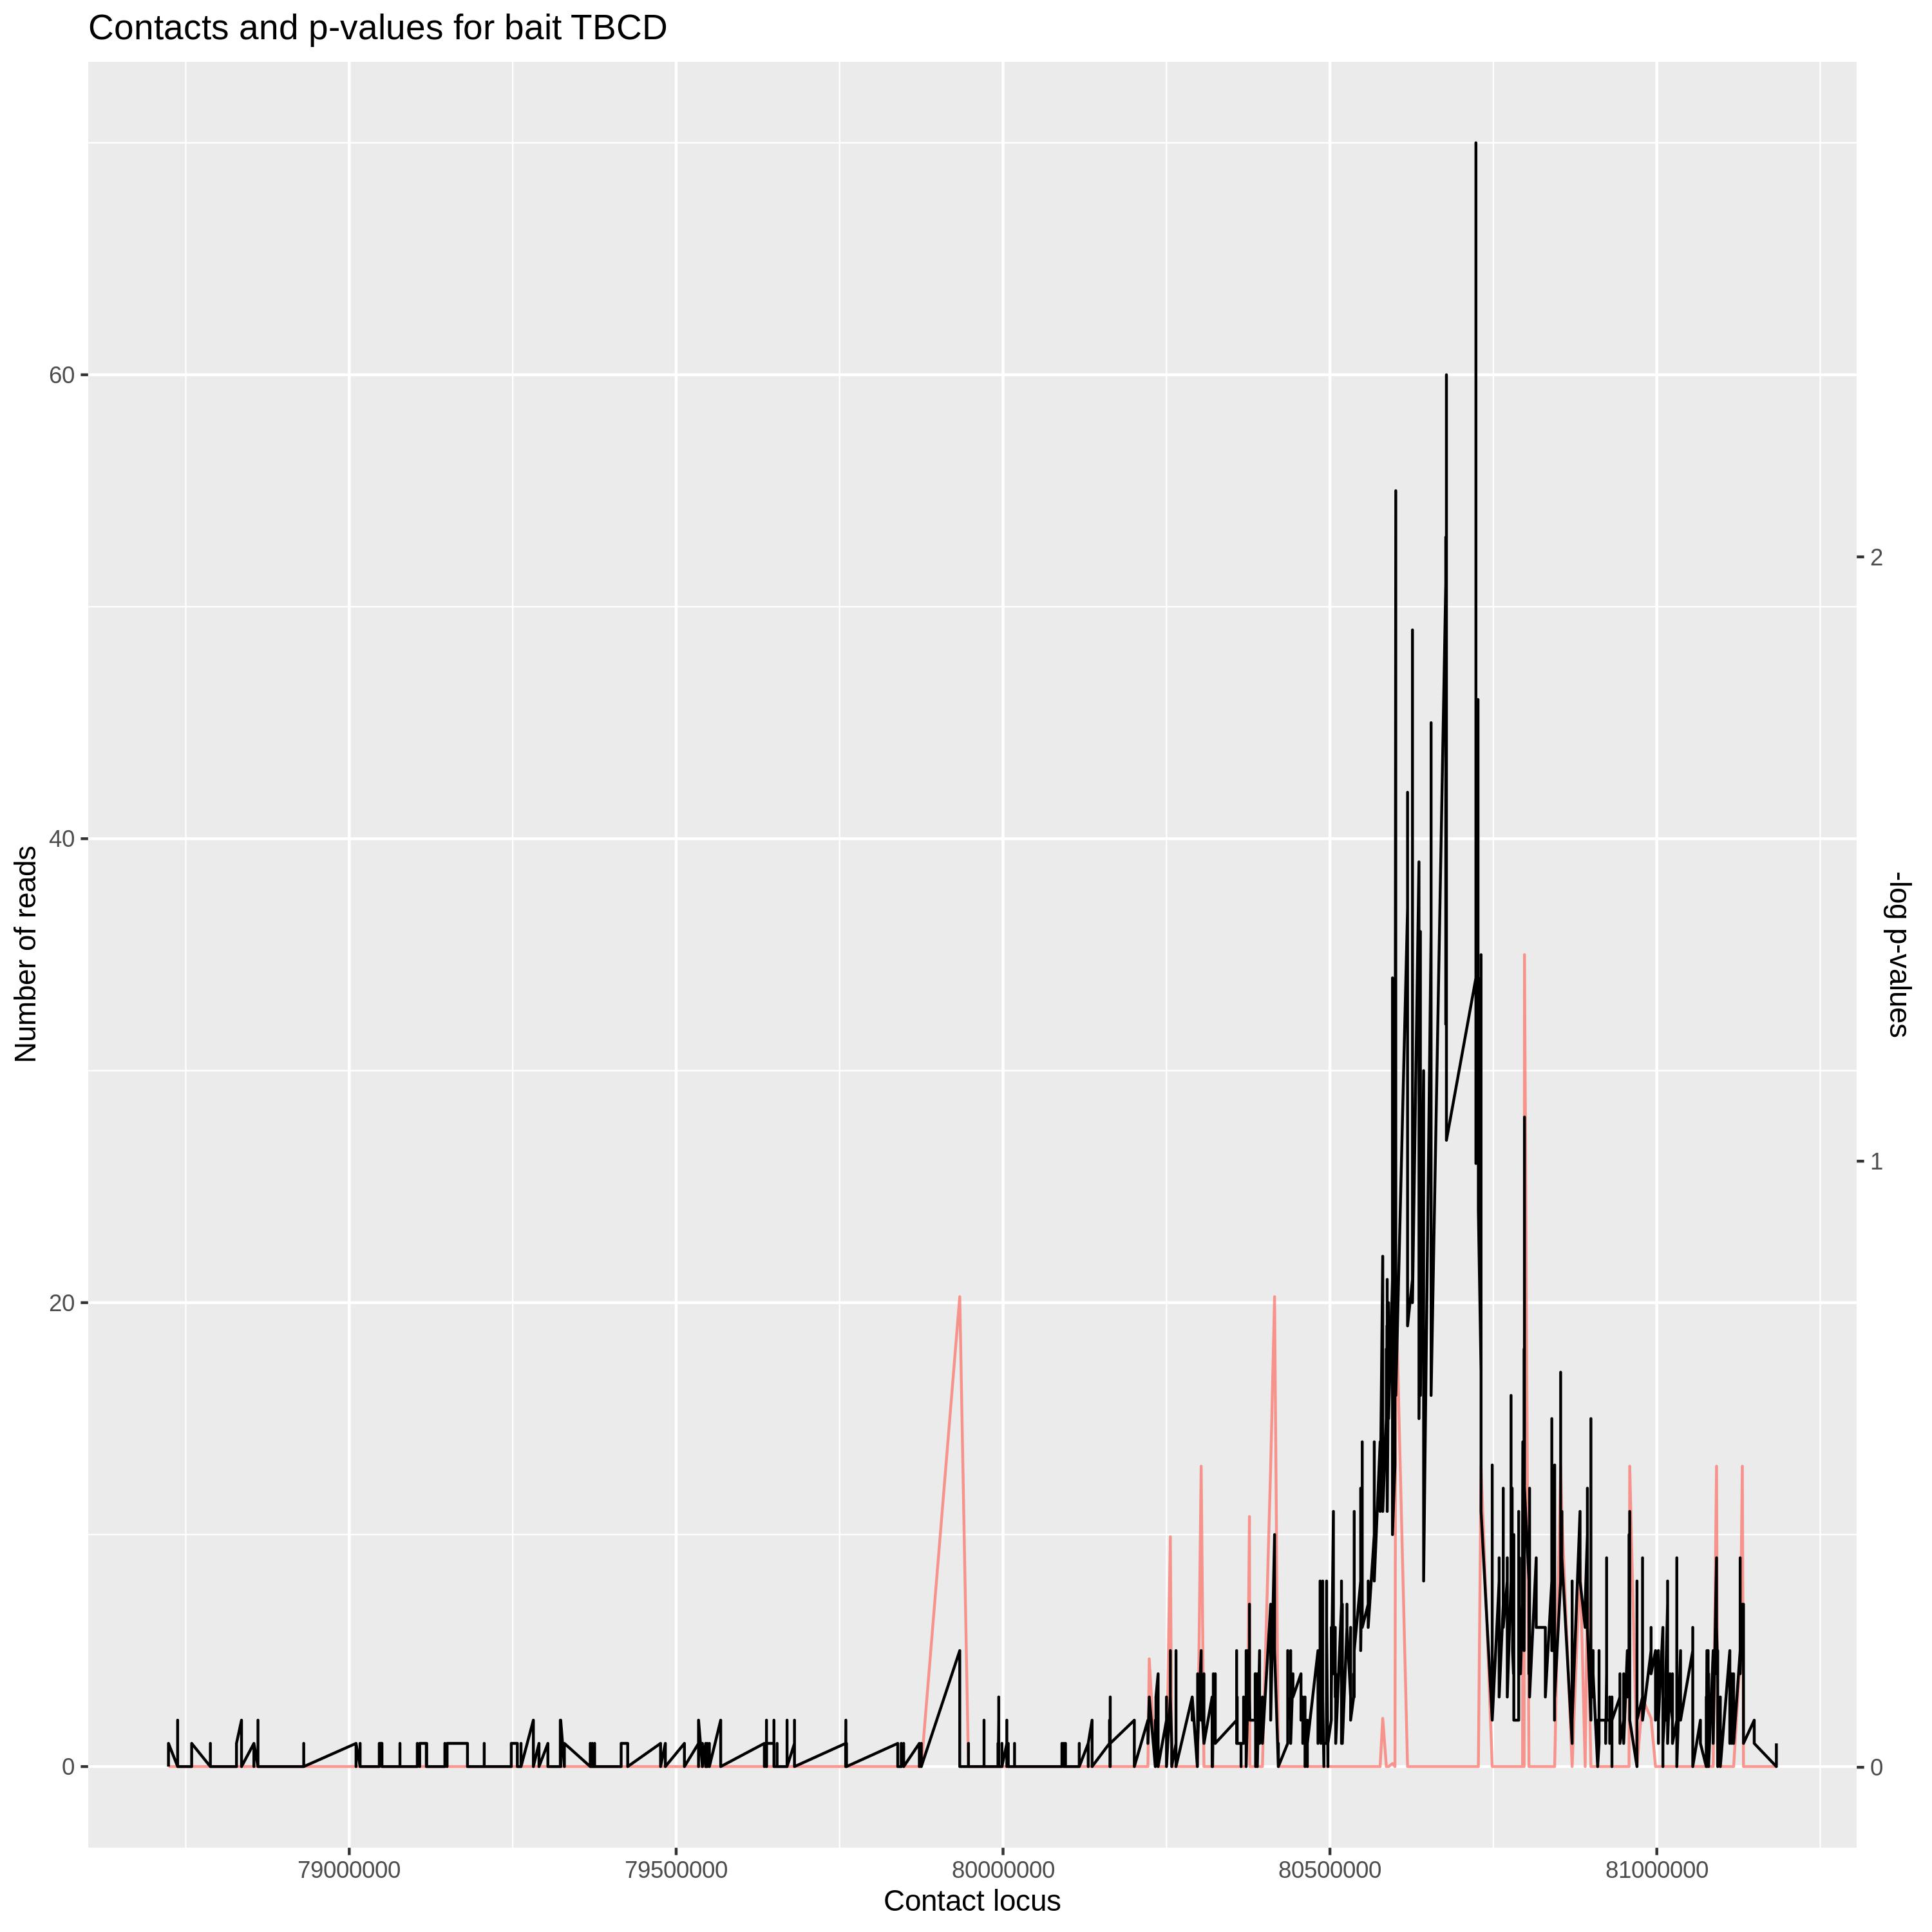 Contacts and p-values for bait TBCD
Number of reads
60
40
20
0
2
1
0
-log p-values
79000000 79500000 80000000 80500000 81000000
Contact locus